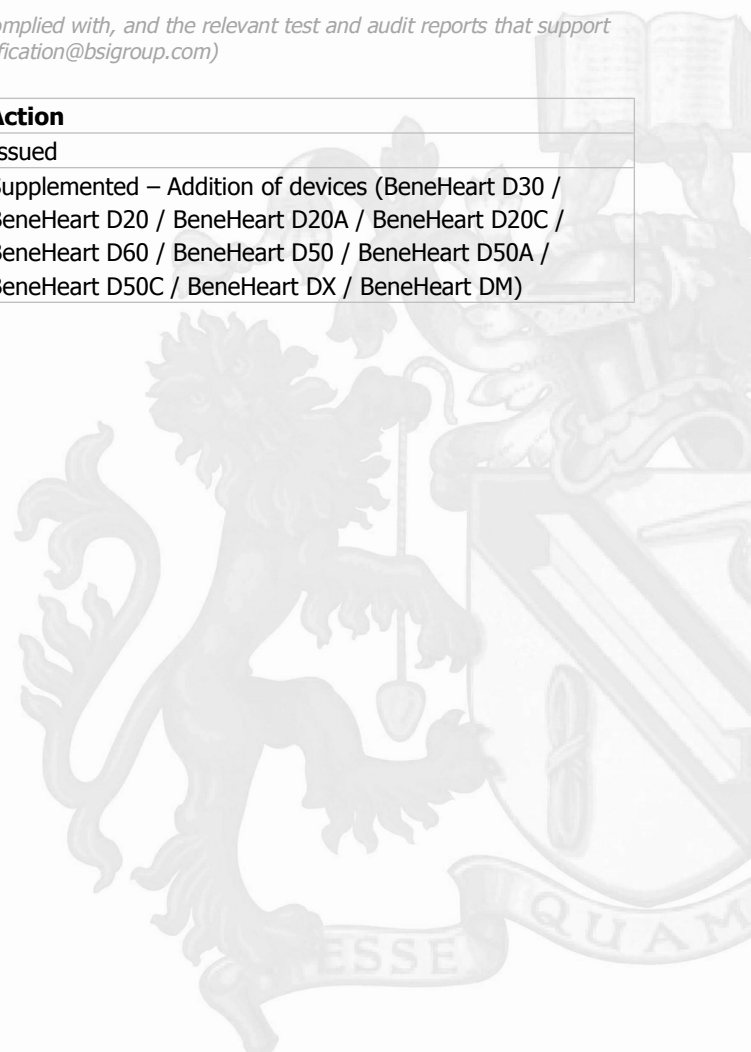 omplied with, and the relevant test and audit reports that support
fication@bsigroup.com)
Action
ssued
Supplemented – Addition of devices (BeneHeart D30 /
BeneHeart D20 / BeneHeart D20A / BeneHeart D20C /
BeneHeart D60 / BeneHeart D50 / BeneHeart D50A /
BeneHeart D50C / BeneHeart DX / BeneHeart DM)
ESSE QUAM